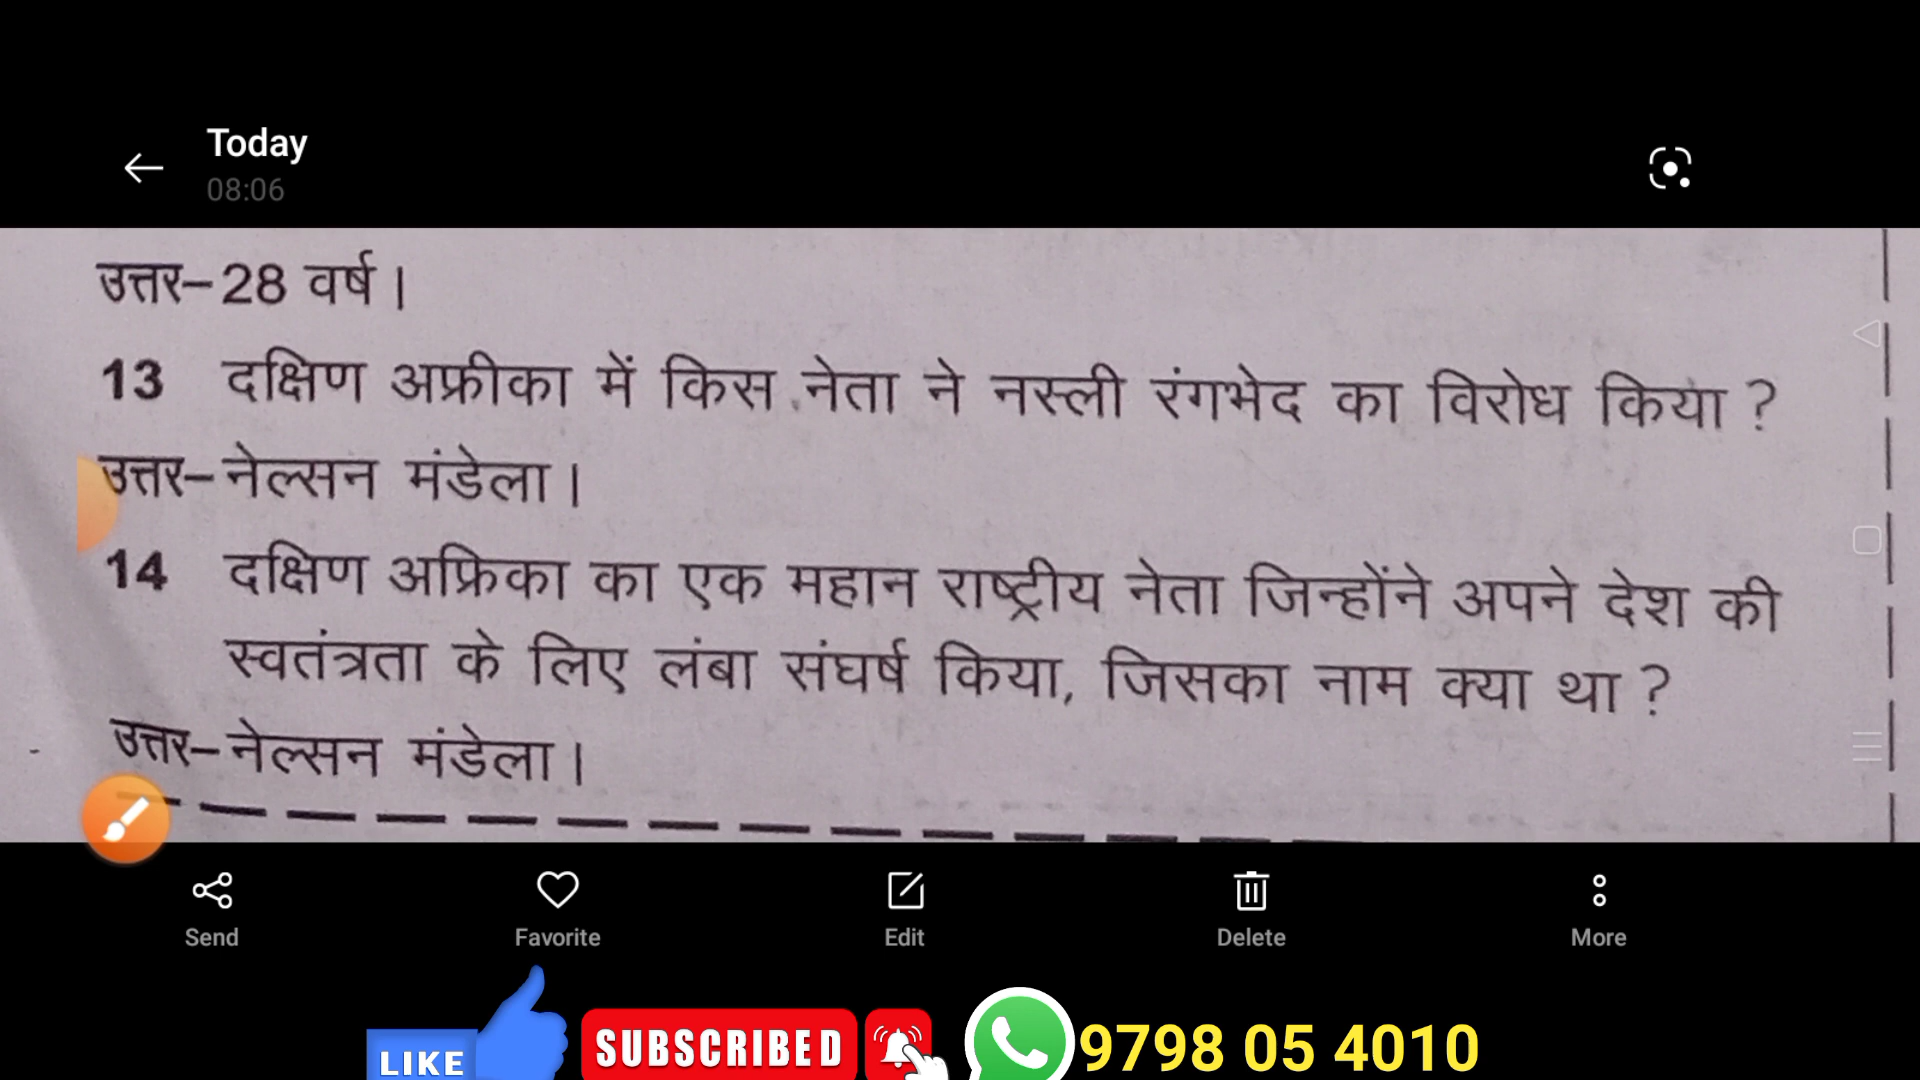 Today
08:06
उत्तर–28 वर्ष।
13 दक्षिण अफ्रीका में किस नेता ने नस्ली रंगभेद का विरोध किया ?
उत्तर–नेल्सन मंडेला।
14 दक्षिण अफ्रिका का एक महान राष्ट्रीय नेता जिन्होंने अपने देश की
स्वतंत्रता के लिए लंबा संघर्ष किया, जिसका नाम क्या था ?
उत्तर–नेल्सन मंडेला।
Send Favorite Edit Delete More
LIKE SUBSCRIBED 9798 05 4010